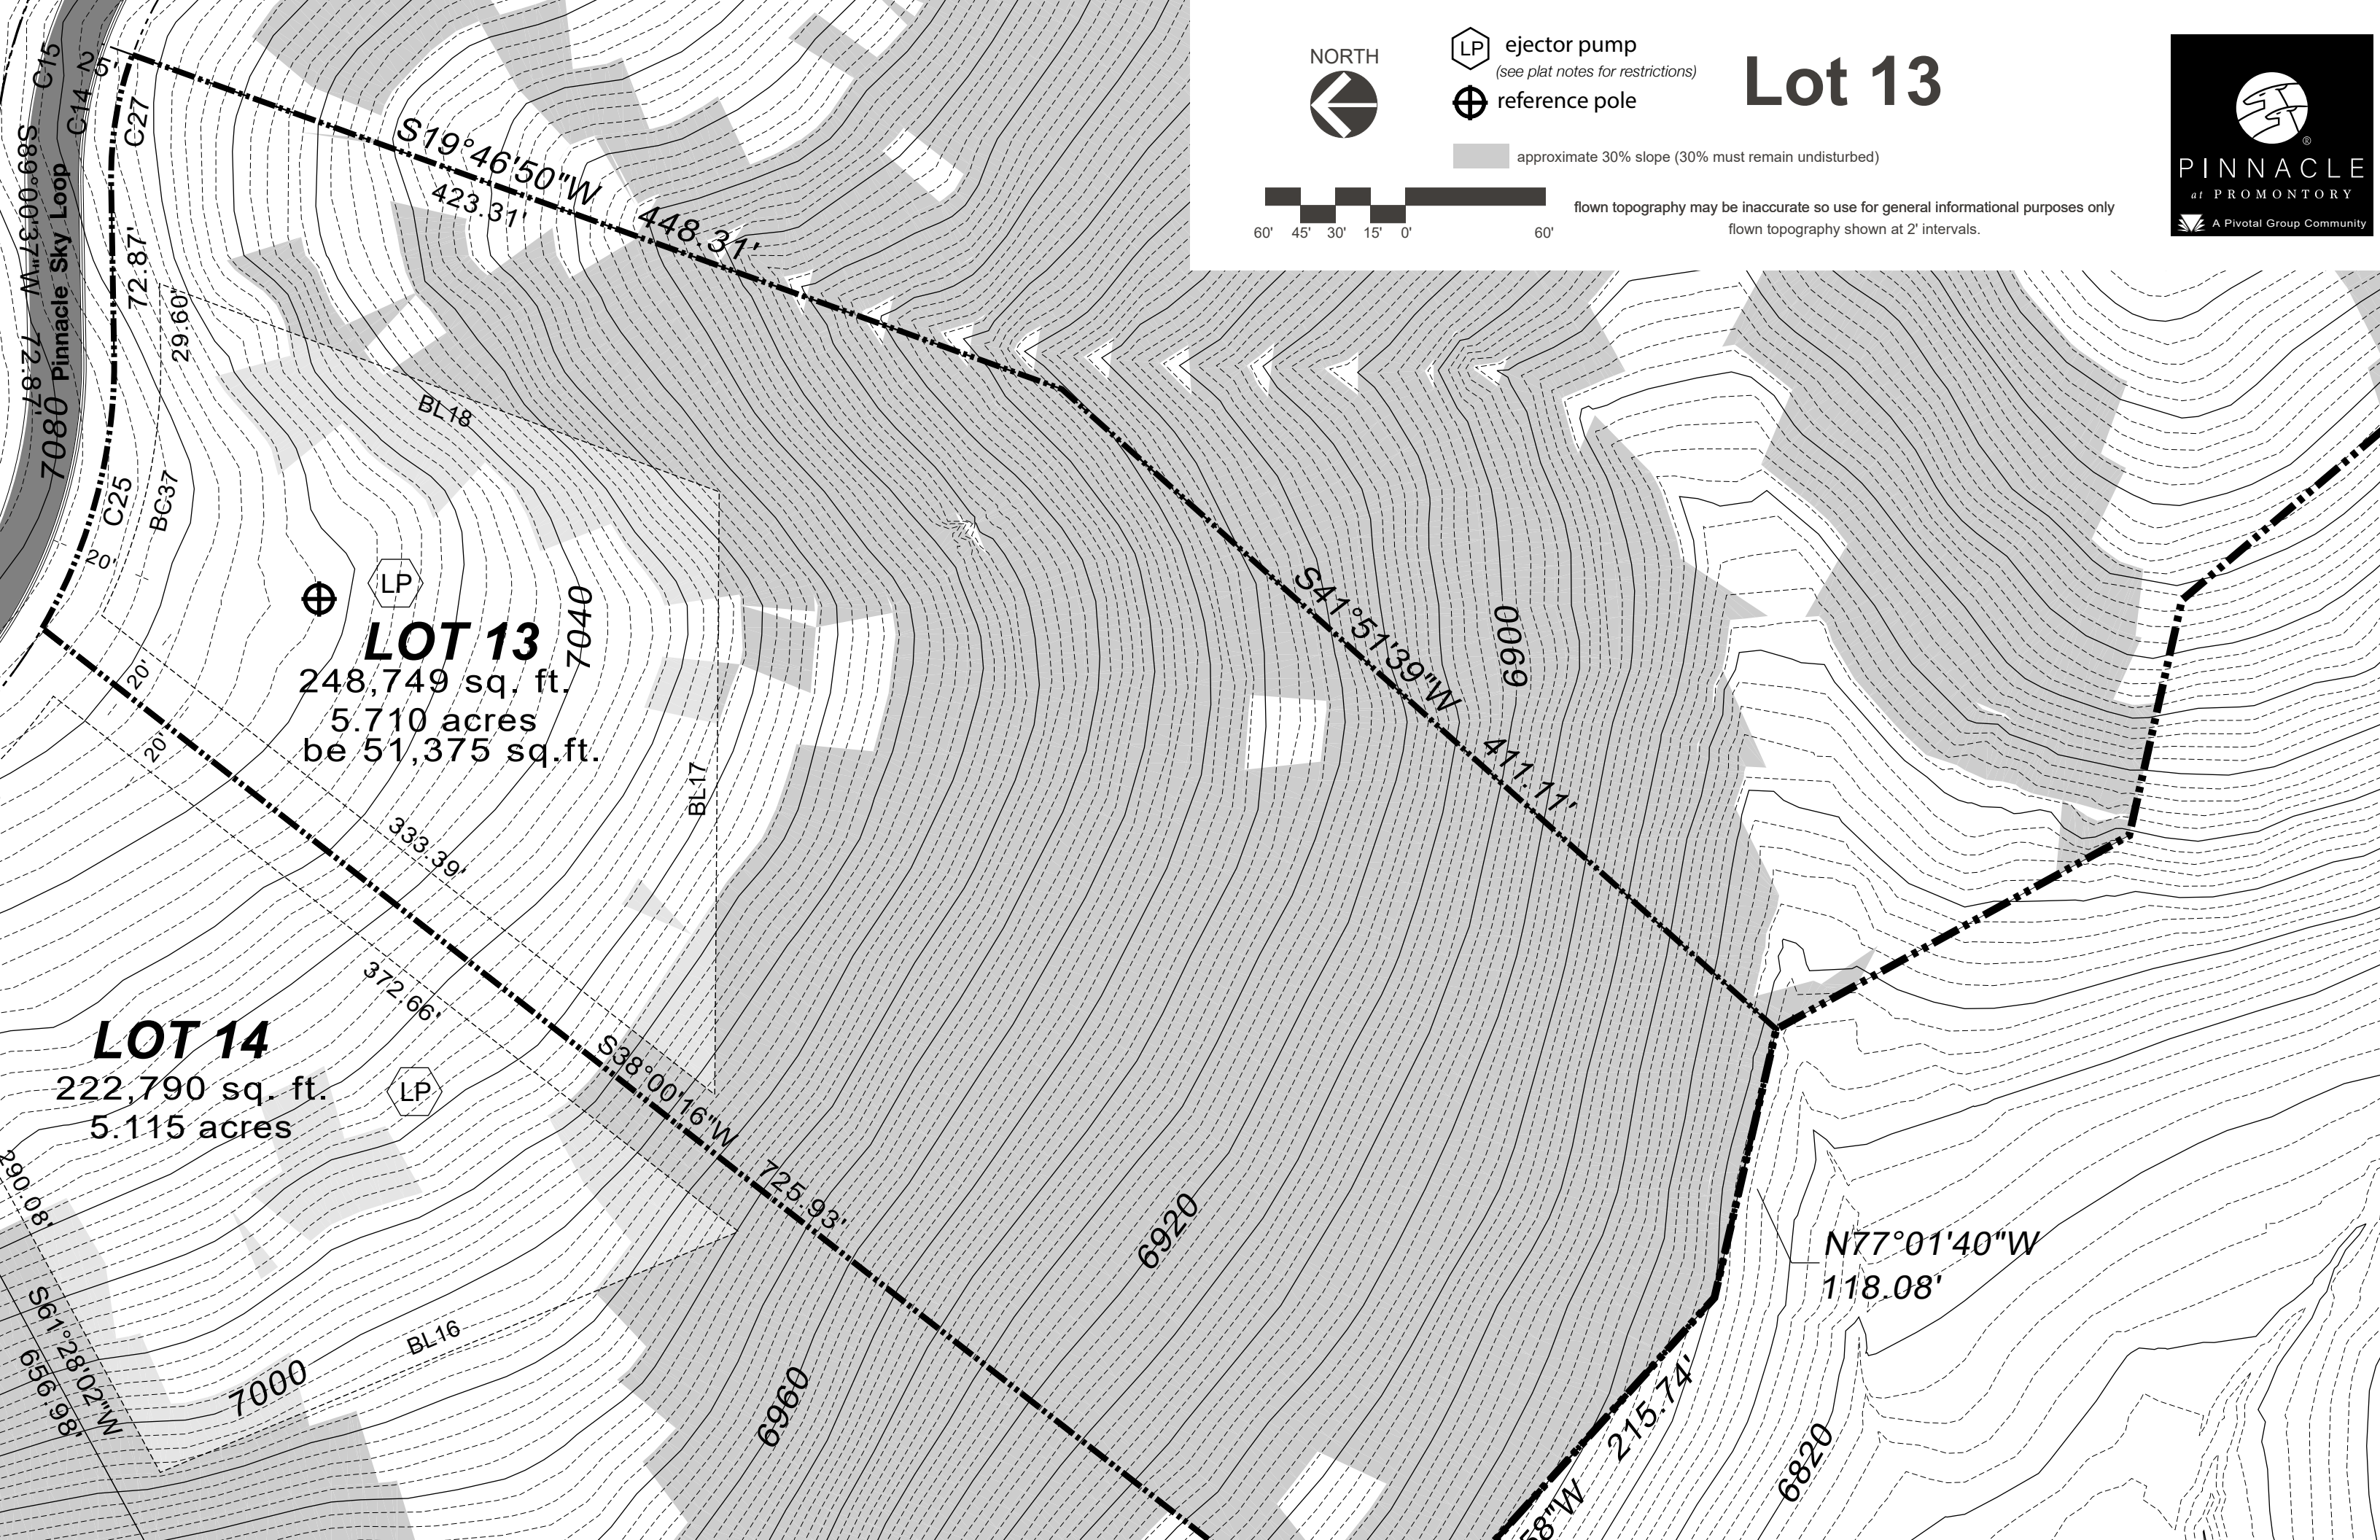 NORTH
LP ejector pump
(see plat notes for restrictions)
reference pole
Lot 13
approximate 30% slope (30% must remain undisturbed)
60' 45' 30' 15' 0' 60'
flown topography may be inaccurate so use for general informational purposes only
flown topography shown at 2' intervals.
®
PINNACLE
at PROMONTORY
A Pivotal Group Community
C15
25'
C14
C27
S89°00'37"W 72.87'
Pinnacle Sky Loop
7080
72.87'
29.60'
S19°46'50"W
423.31'
448.31'
BL18
C25
BC37
20'
LP
LOT 13
248,749 sq. ft.
5.710 acres
be 51,375 sq.ft.
7040
20'
20'
BL17
333.39'
372.66'
S41°51'39"W
411.11'
6900
LOT 14
222,790 sq. ft.
5.115 acres
LP
S38°00'16"W
725.93'
290.08'
S61°28'02"W
656.98'
7000
BL16
6960
6920
N77°01'40"W
118.08'
215.74'
58"W
6820